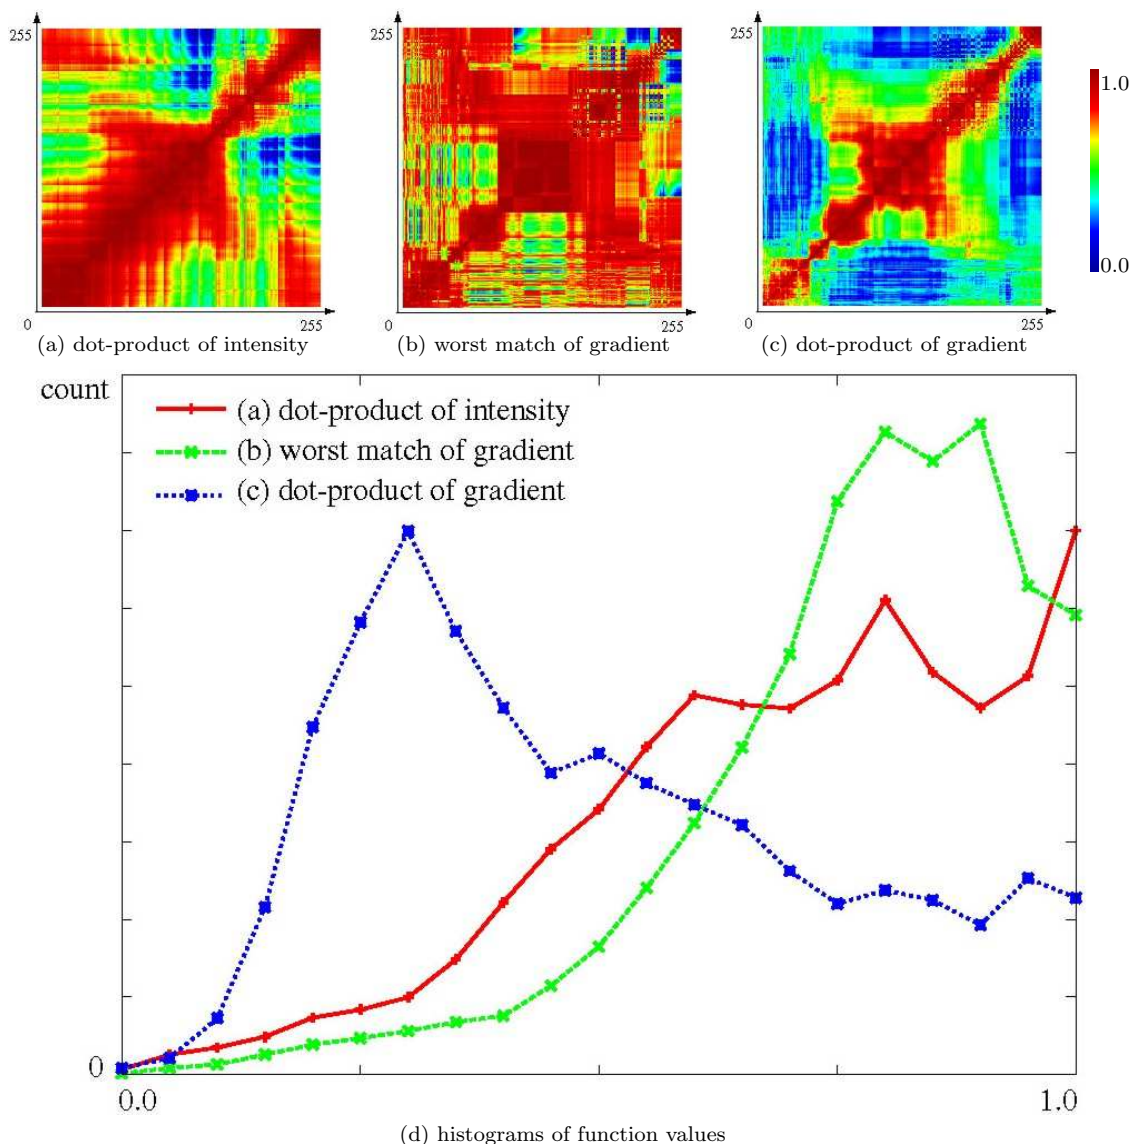 255
255
255
1.0
0.0
0
255
0
255
0
255
(a) dot-product of intensity
(b) worst match of gradient
(c) dot-product of gradient
count
(a) dot-product of intensity
(b) worst match of gradient
(c) dot-product of gradient
0
0.0
1.0
(d) histograms of function values